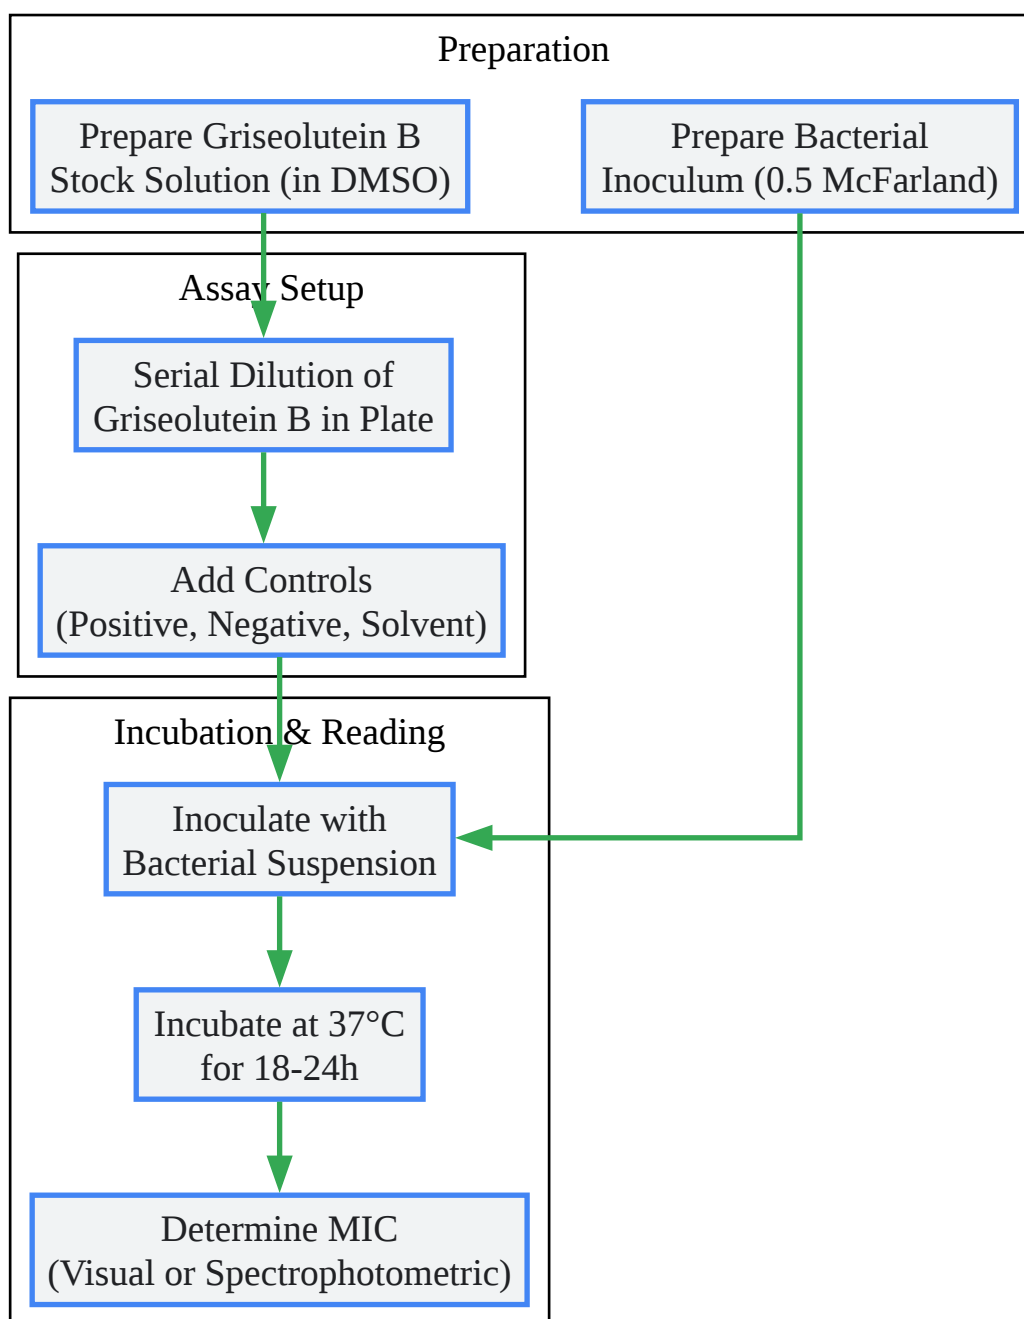 Preparation
Prepare Griseolutein B
Stock Solution (in DMSO)
Prepare Bacterial
Inoculum (0.5 McFarland)
Assay Setup
Serial Dilution of
Griseolutein B in Plate
Add Controls
(Positive, Negative, Solvent)
Incubation & Reading
Inoculate with
Bacterial Suspension
Incubate at 37°C
for 18-24h
Determine MIC
(Visual or Spectrophotometric)